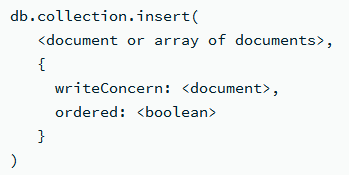 db.collection.insert(
   <document or array of documents>,
   {
     writeConcern: <document>,
     ordered: <boolean>
   }
)